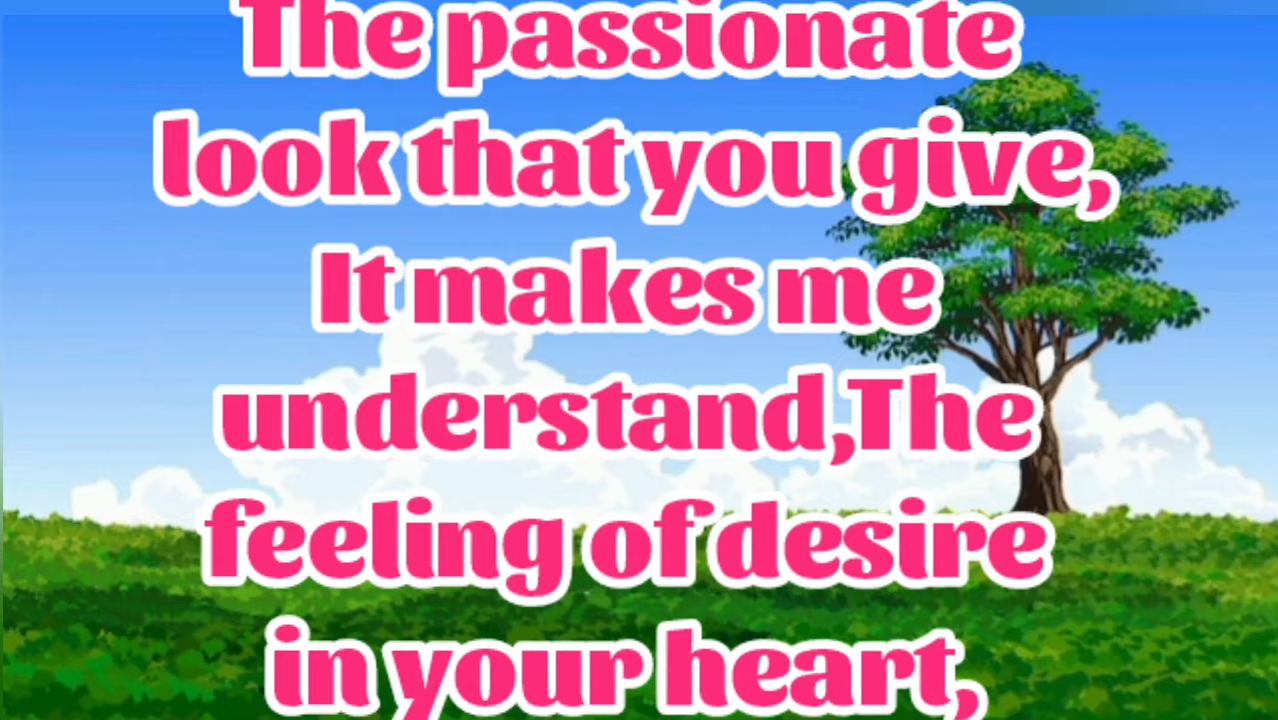 The passionate
look that you give,
It makes me
understand,The
feeling of desire
in your heart,